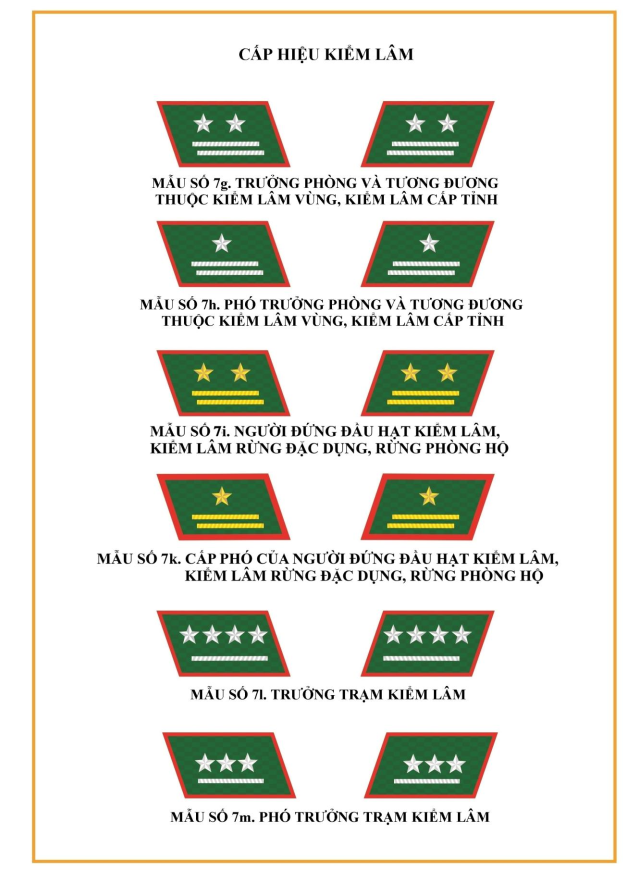 CẤP HIỆU KIỂM LÂM
MẪU SỐ 7g. TRƯỞNG PHÒNG VÀ TƯƠNG ĐƯƠNG
THUỘC KIỂM LÂM VÙNG, KIỂM LÂM CẤP TỈNH
MẪU SỐ 7h. PHÓ TRƯỞNG PHÒNG VÀ TƯƠNG ĐƯƠNG
THUỘC KIỂM LÂM VÙNG, KIỂM LÂM CẤP TỈNH
MẪU SỐ 7i. NGƯỜI ĐỨNG ĐẦU HẠT KIỂM LÂM,
KIỂM LÂM RỪNG ĐẶC DỤNG, RỪNG PHÒNG HỘ
MẪU SỐ 7k. CẤP PHÓ CỦA NGƯỜI ĐỨNG ĐẦU HẠT KIỂM LÂM,
KIỂM LÂM RỪNG ĐẶC DỤNG, RỪNG PHÒNG HỘ
MẪU SỐ 7l. TRƯỞNG TRẠM KIỂM LÂM
MẪU SỐ 7m. PHÓ TRƯỞNG TRẠM KIỂM LÂM